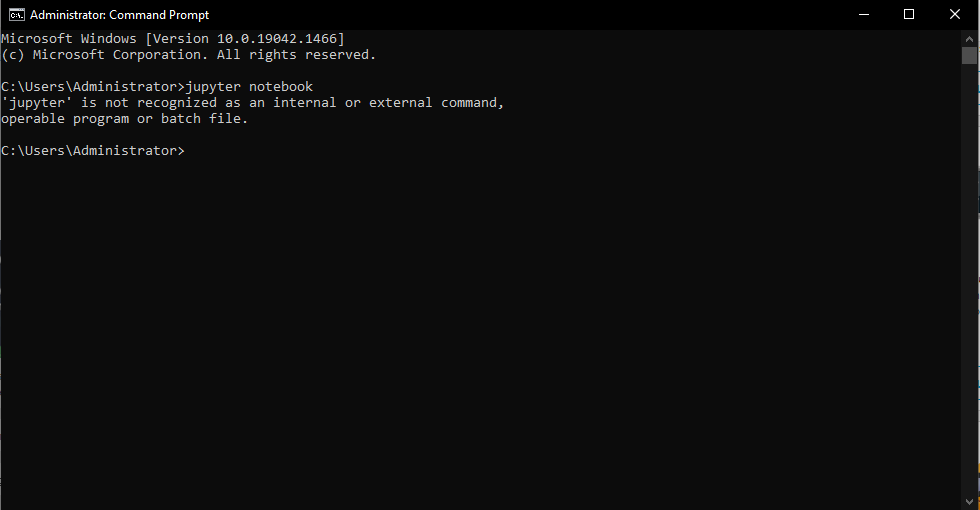 Administrator: Command Prompt
Microsoft Windows [Version 10.0.19042.1466]
(c) Microsoft Corporation. All rights reserved.
C:\Users\Administrator>jupyter notebook
'jupyter' is not recognized as an internal or external command,
operable program or batch file.
C:\Users\Administrator>